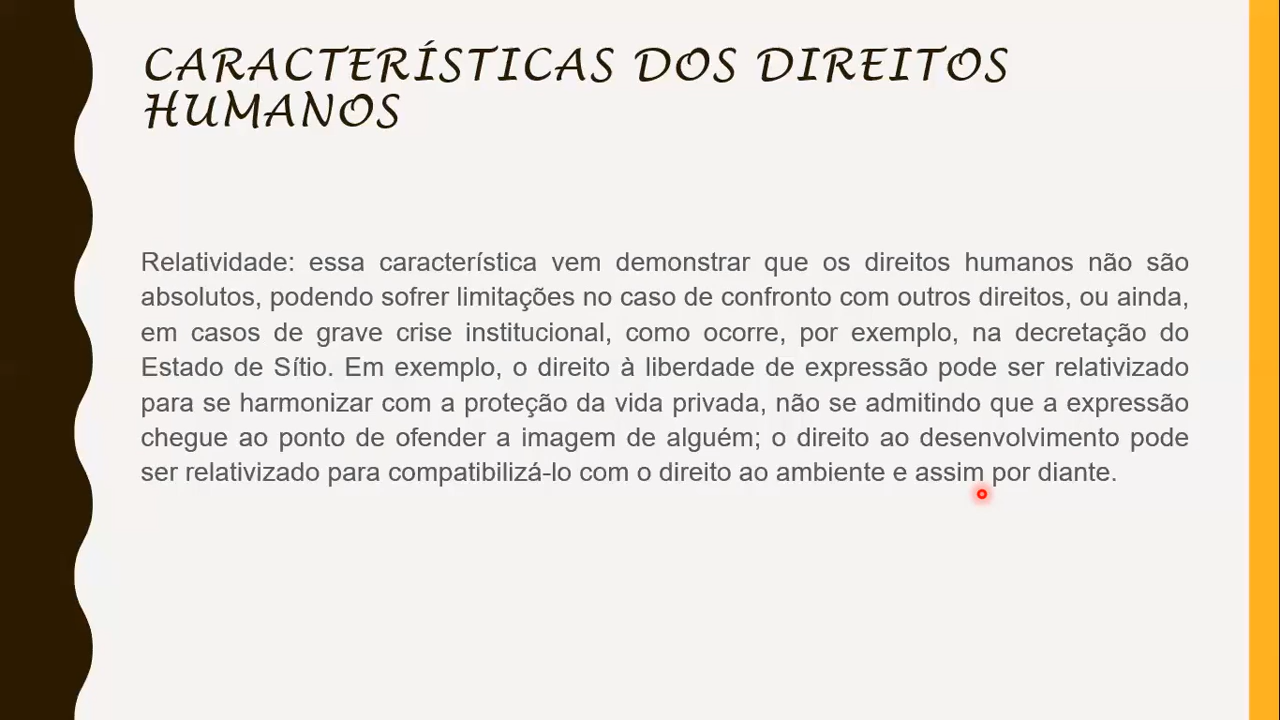 CARACTERÍSTICAS DOS DIREITOS
HUMANOS
Relatividade: essa característica vem demonstrar que os direitos humanos não são
absolutos, podendo sofrer limitações no caso de confronto com outros direitos, ou ainda,
em casos de grave crise institucional, como ocorre, por exemplo, na decretação do
Estado de Sítio. Em exemplo, o direito à liberdade de expressão pode ser relativizado
para se harmonizar com a proteção da vida privada, não se admitindo que a expressão
chegue ao ponto de ofender a imagem de alguém; o direito ao desenvolvimento pode
ser relativizado para compatibilizá-lo com o direito ao ambiente e assim por diante.